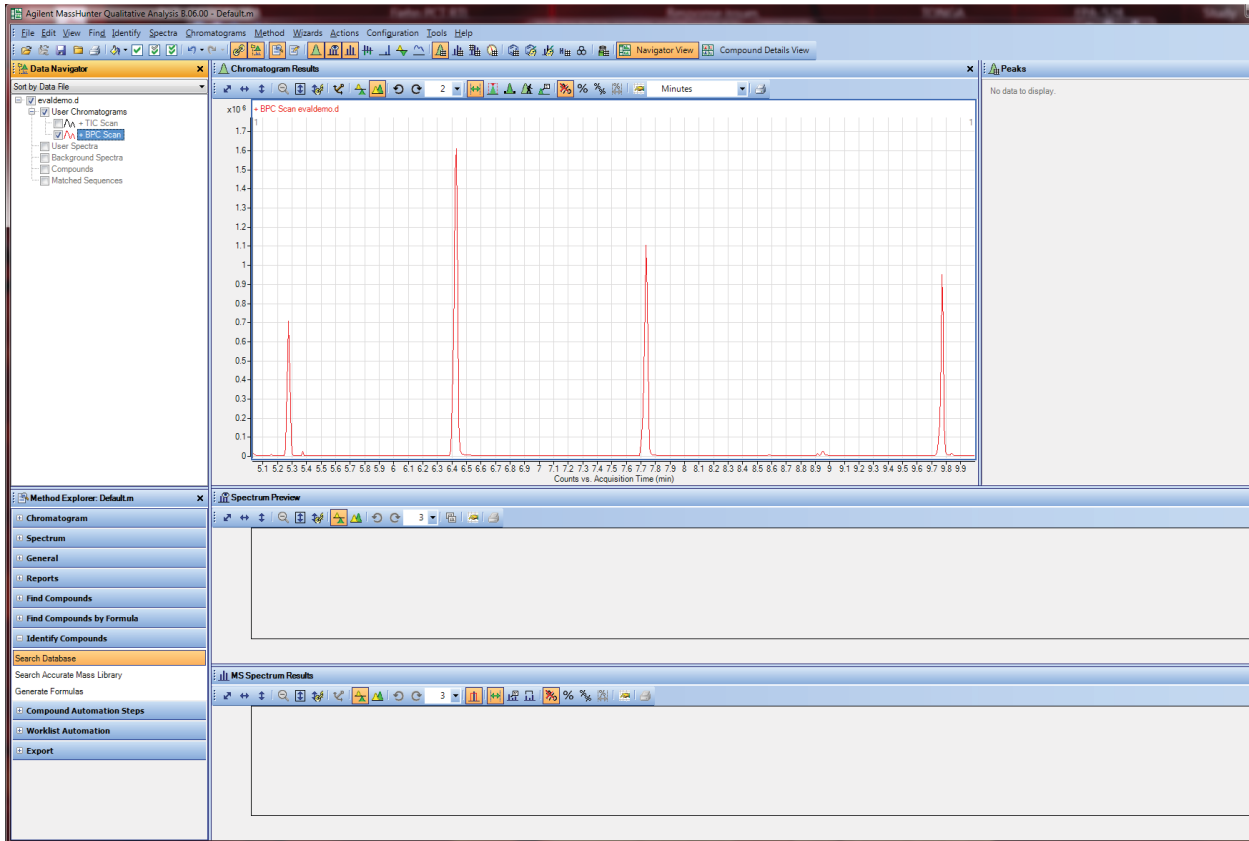 Agilent MassHunter Qualitative Analysis B.06.00 - Default.m
File Edit View Find Identify Spectra Chromatograms Method Wizards Actions Configuration Tools Help
Navigator View Compound Details View
Data Navigator
Sort by Data File
evaldemo.d
User Chromatograms
+ TIC Scan
+ BPC Scan
User Spectra
Background Spectra
Compounds
Matched Sequences
Chromatogram Results
2 Minutes
x10 6 + BPC Scan evaldemo.d
1 1
1.7
1.6
1.5
1.4
1.3
1.2
1.1
1
0.9
0.8
0.7
0.6
0.5
0.4
0.3
0.2
0.1
0
5.1 5.2 5.3 5.4 5.5 5.6 5.7 5.8 5.9 6 6.1 6.2 6.3 6.4 6.5 6.6 6.7 6.8 6.9 7 7.1 7.2 7.3 7.4 7.5 7.6 7.7 7.8 7.9 8 8.1 8.2 8.3 8.4 8.5 8.6 8.7 8.8 8.9 9 9.1 9.2 9.3 9.4 9.5 9.6 9.7 9.8 9.9
Counts vs. Acquisition Time (min)
Peaks
No data to display.
Method Explorer: Default.m
Chromatogram
Spectrum
General
Reports
Find Compounds
Find Compounds by Formula
Identify Compounds
Search Database
Search Accurate Mass Library
Generate Formulas
Compound Automation Steps
Worklist Automation
Export
Spectrum Preview
3
MS Spectrum Results
3